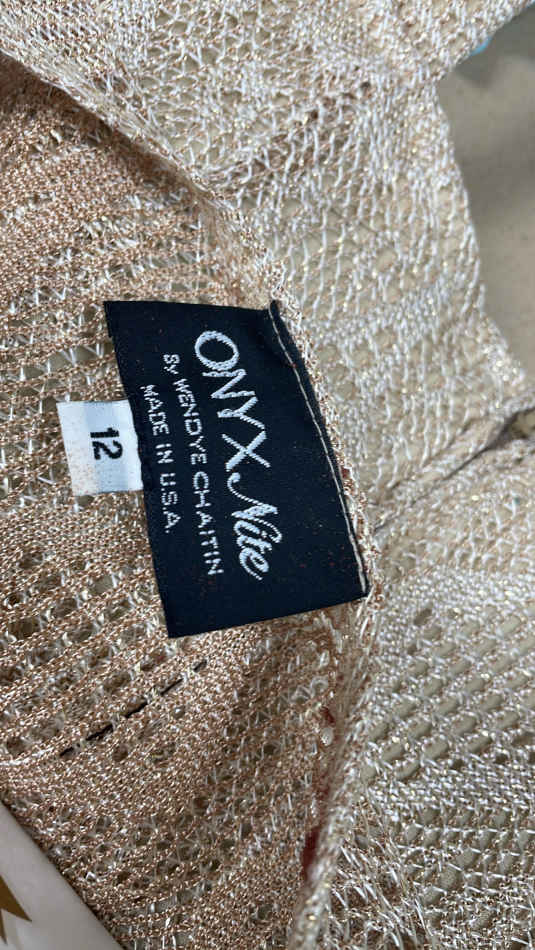 ONYX Nite
By WENDYE CHAITIN
MADE IN U.S.A.
12